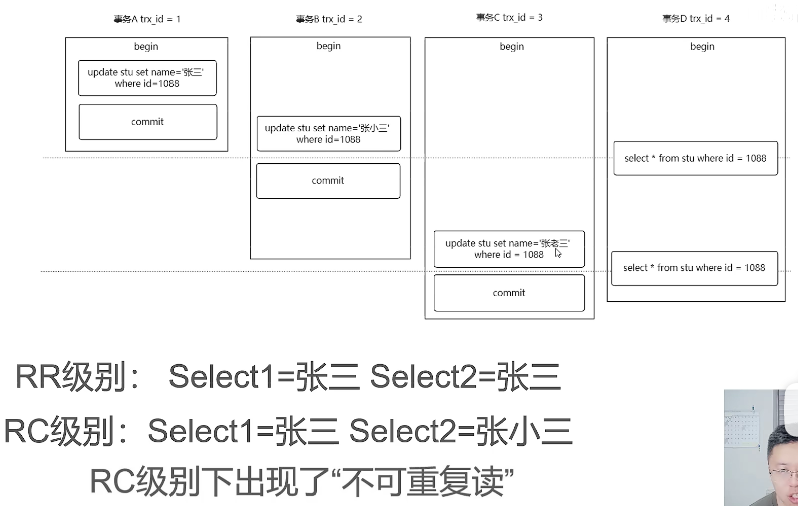 事务A trx_id = 1
事务B trx_id = 2
事务C trx_id = 3
事务D trx_id = 4
begin
update stu set name='张三'
where id=1088
commit
begin
update stu set name='张小三'
where id=1088
commit
begin
update stu set name='张老三'
where id = 1088
commit
begin
select * from stu where id = 1088
select * from stu where id = 1088
RR级别： Select1=张三 Select2=张三
RC级别：Select1=张三 Select2=张小三
RC级别下出现了“不可重复读”